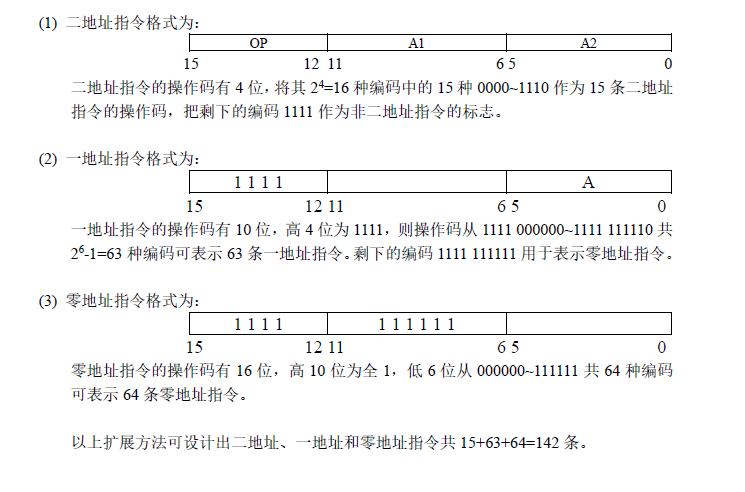 (1) 二地址指令格式为：
OP A1 A2
15 12 11 6 5 0
二地址指令的操作码有 4 位，将其 2⁴=16 种编码中的 15 种 0000~1110 作为 15 条二地址
指令的操作码，把剩下的编码 1111 作为非二地址指令的标志。
(2) 一地址指令格式为：
1 1 1 1 A
15 12 11 6 5 0
一地址指令的操作码有 10 位，高 4 位为 1111，则操作码从 1111 000000~1111 111110 共
2⁶-1=63 种编码可表示 63 条一地址指令。剩下的编码 1111 111111 用于表示零地址指令。
(3) 零地址指令格式为：
1 1 1 1 1 1 1 1 1 1
15 12 11 6 5 0
零地址指令的操作码有 16 位，高 10 位为全 1，低 6 位从 000000~111111 共 64 种编码
可表示 64 条零地址指令。
以上扩展方法可设计出二地址、一地址和零地址指令共 15+63+64=142 条。